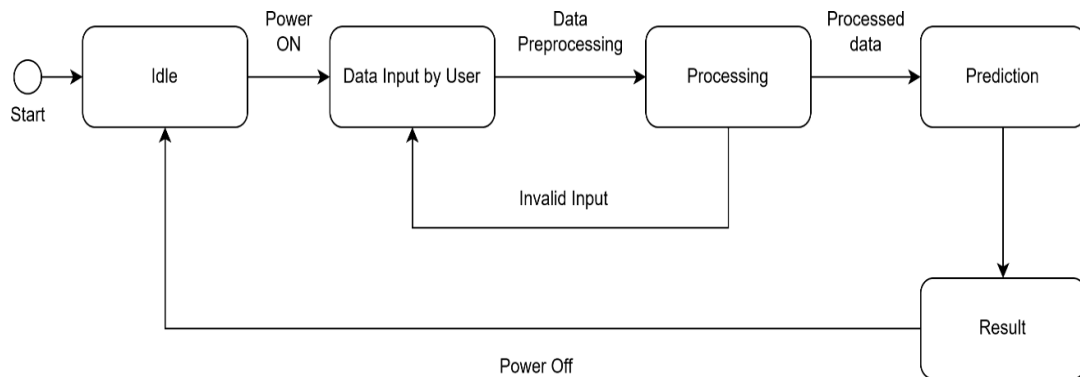 Power
ON
Data
Preprocessing
Processed
data
Idle
Data Input by User
Processing
Prediction
Start
Invalid Input
Result
Power Off